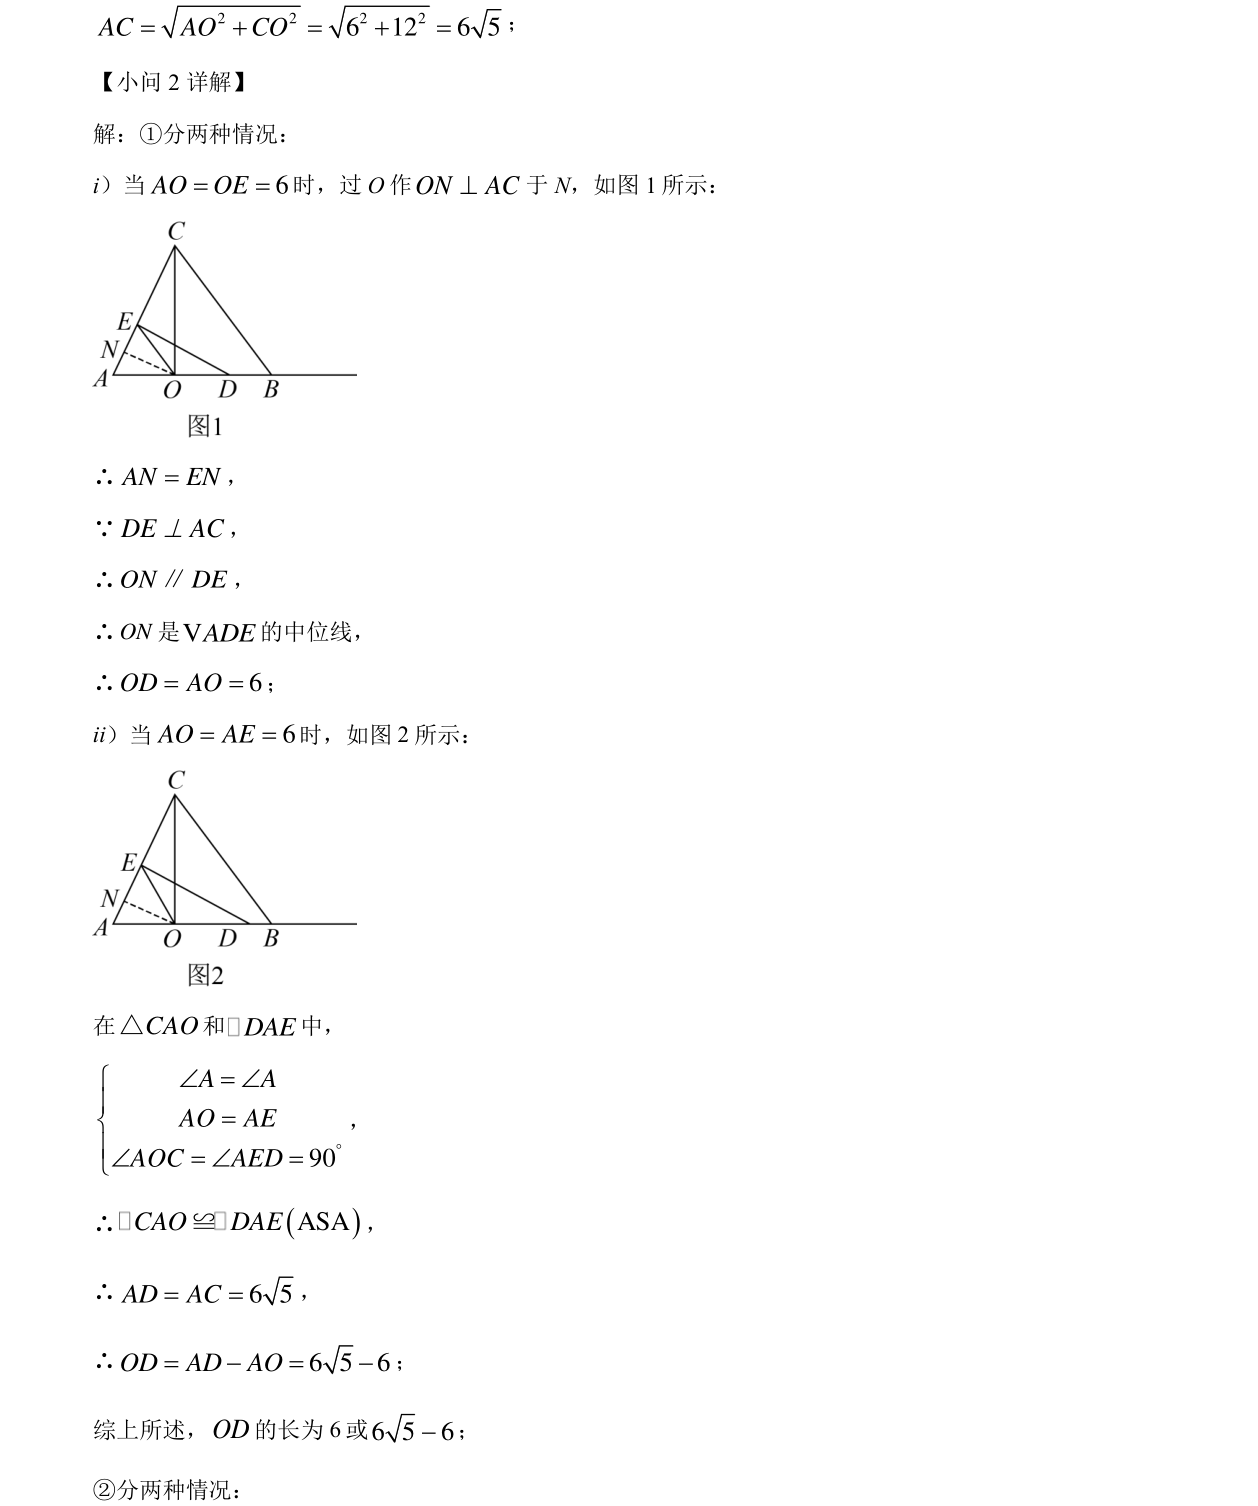 AC = √(AO² + CO²) = √(6² + 12²) = 6√5；
【小问 2 详解】
解：①分两种情况：
i）当 AO = OE = 6 时，过 O 作 ON ⊥ AC 于 N，如图 1 所示：
C
E
N
A
O D B
图1
∴ AN = EN，
∵ DE ⊥ AC，
∴ ON ∥ DE，
∴ ON 是 VADE 的中位线，
∴ OD = AO = 6；
ii）当 AO = AE = 6 时，如图 2 所示：
C
E
N
A
O D B
图2
在 △CAO 和 □DAE 中，
∠A = ∠A
AO = AE ，
∠AOC = ∠AED = 90°
∴ □CAO ≌ □DAE(ASA)，
∴ AD = AC = 6√5，
∴ OD = AD − AO = 6√5 − 6；
综上所述，OD 的长为 6 或 6√5 − 6；
②分两种情况：